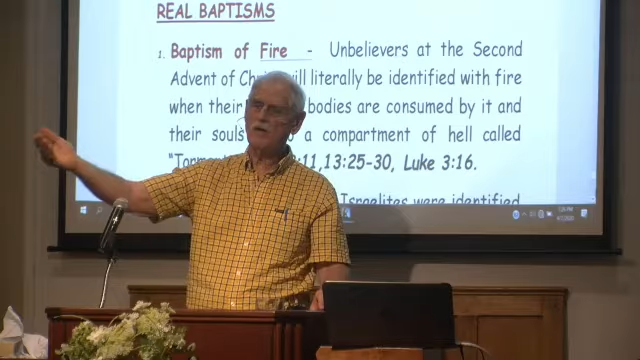 REAL BAPTISMS
1. Baptism of Fire - Unbelievers at the Second
Advent of will literally be identified with fire
when their bodies are consumed by it and
their souls a compartment of hell called
:11,13:25-30, Luke 3:16.
Israelites were identified